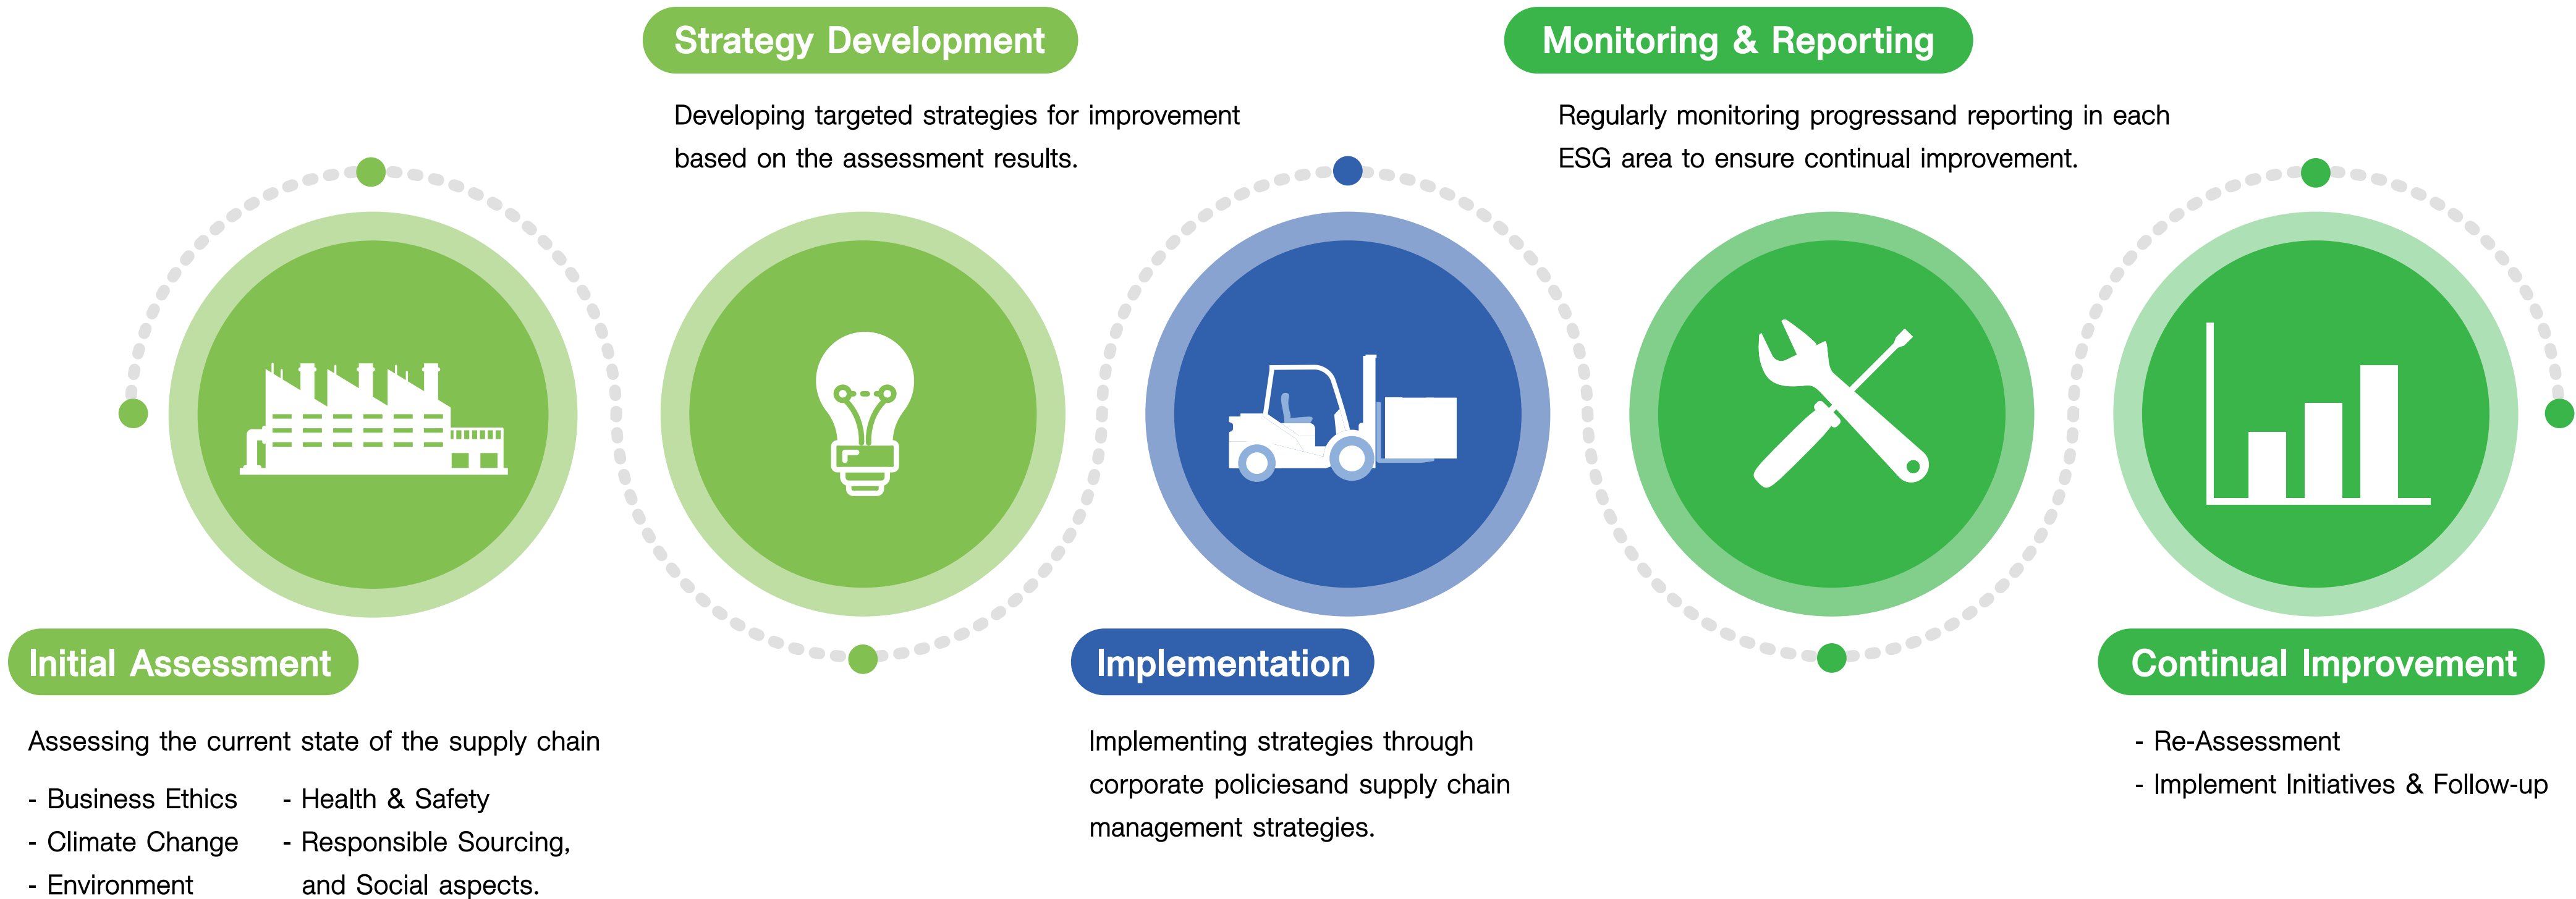 Strategy Development
Developing targeted strategies for improvement
based on the assessment results.
Monitoring & Reporting
Regularly monitoring progressand reporting in each
ESG area to ensure continual improvement.
Initial Assessment
Assessing the current state of the supply chain
- Business Ethics
- Climate Change
- Environment
- Health & Safety
- Responsible Sourcing,
and Social aspects.
Implementation
Implementing strategies through
corporate policiesand supply chain
management strategies.
Continual Improvement
- Re-Assessment
- Implement Initiatives & Follow-up